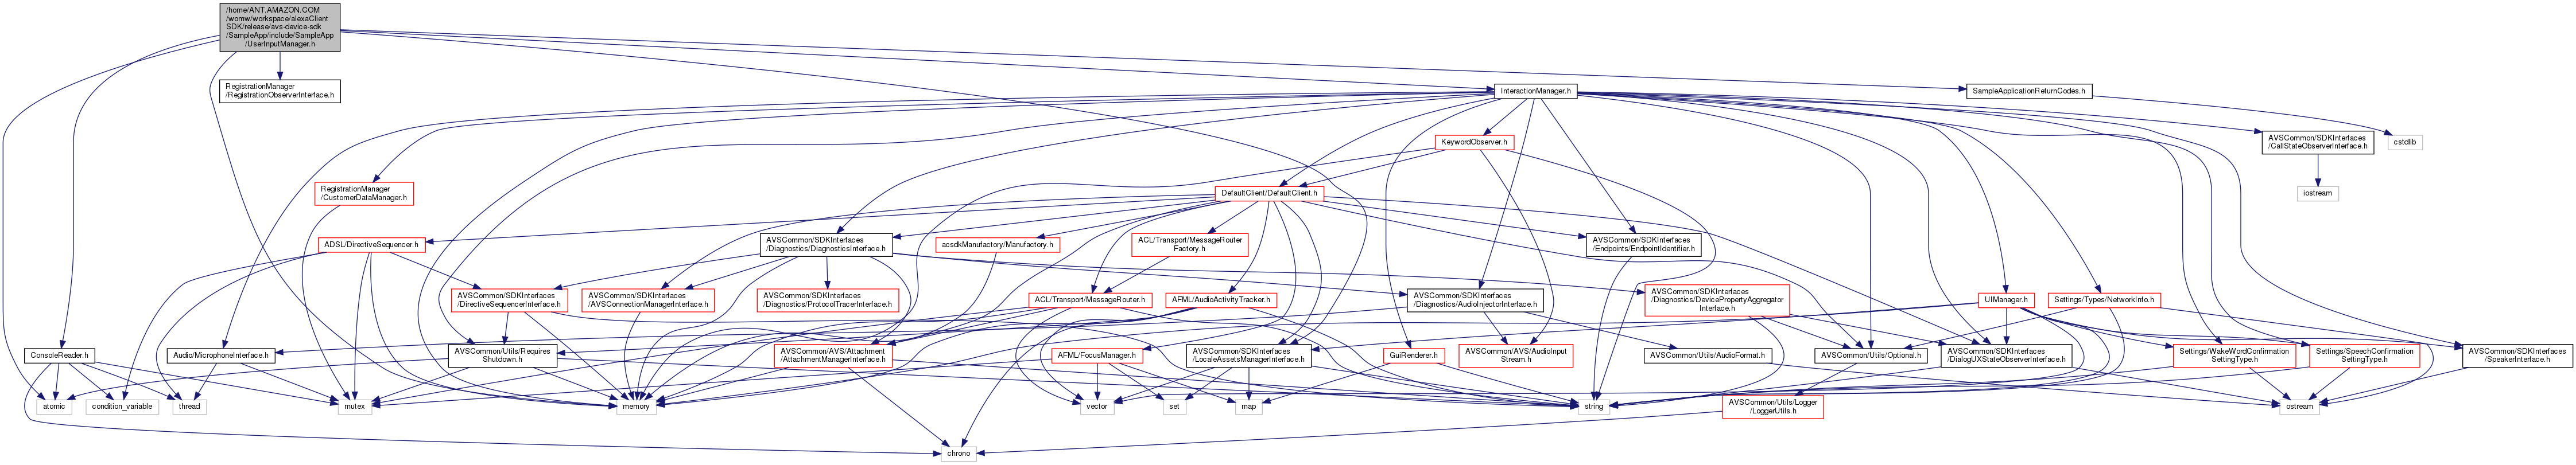 /home/ANT.AMAZON.COM
/womw/workspace/alexaClient
SDK/release/avs-device-sdk
/SampleApp/include/SampleApp
/UserInputManager.h
RegistrationManager
/RegistrationObserverInterface.h
InteractionManager.h
SampleApplicationReturnCodes.h
KeywordObserver.h
AVSCommon/SDKInterfaces
/CallStateObserverInterface.h
cstdlib
RegistrationManager
/CustomerDataManager.h
DefaultClient/DefaultClient.h
iostream
ADSL/DirectiveSequencer.h
AVSCommon/SDKInterfaces
/Diagnostics/DiagnosticsInterface.h
acsdkManufactory/Manufactory.h
ACL/Transport/MessageRouter
Factory.h
AVSCommon/SDKInterfaces
/Endpoints/EndpointIdentifier.h
AVSCommon/SDKInterfaces
/DirectiveSequencerInterface.h
AVSCommon/SDKInterfaces
/AVSConnectionManagerInterface.h
AVSCommon/SDKInterfaces
/Diagnostics/ProtocolTracerInterface.h
ACL/Transport/MessageRouter.h
AFML/AudioActivityTracker.h
AVSCommon/SDKInterfaces
/Diagnostics/AudioInjectorInterface.h
AVSCommon/SDKInterfaces
/Diagnostics/DevicePropertyAggregator
Interface.h
UIManager.h
Settings/Types/NetworkInfo.h
ConsoleReader.h
Audio/MicrophoneInterface.h
AVSCommon/Utils/Requires
Shutdown.h
AVSCommon/AVS/Attachment
/AttachmentManagerInterface.h
AFML/FocusManager.h
AVSCommon/SDKInterfaces
/LocaleAssetsManagerInterface.h
GuiRenderer.h
AVSCommon/AVS/AudioInput
Stream.h
AVSCommon/Utils/AudioFormat.h
AVSCommon/Utils/Optional.h
AVSCommon/SDKInterfaces
/DialogUXStateObserverInterface.h
Settings/WakeWordConfirmation
SettingType.h
Settings/SpeechConfirmation
SettingType.h
AVSCommon/SDKInterfaces
/SpeakerInterface.h
atomic
condition_variable
thread
mutex
memory
vector
set
map
string
AVSCommon/Utils/Logger
/LoggerUtils.h
ostream
chrono